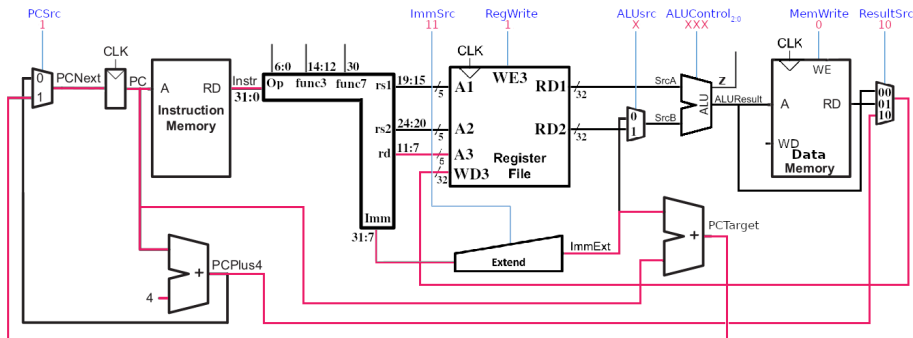 PCSrc ImmSrc RegWrite ALUsrc ALUControl2:0 MemWrite ResultSrc
1 11 1 X XXX 0 10
CLK CLK CLK
6:0 14:12 30
0 PCNext PC A RD Instr Op func3 func7 rs1 19:15 A1 WE3 RD1 SrcA Z WE
1 Instruction Memory 31:0 5 32 ALU ALUResult A RD 00
01
10
rs2 24:20 A2 RD2 0 SrcB
5 32 1
rd 11:7 A3 Register File WD Data Memory
5
WD3
32
Imm
31:7
PCTarget
+
ImmExt
Extend
+ PCPlus4
4